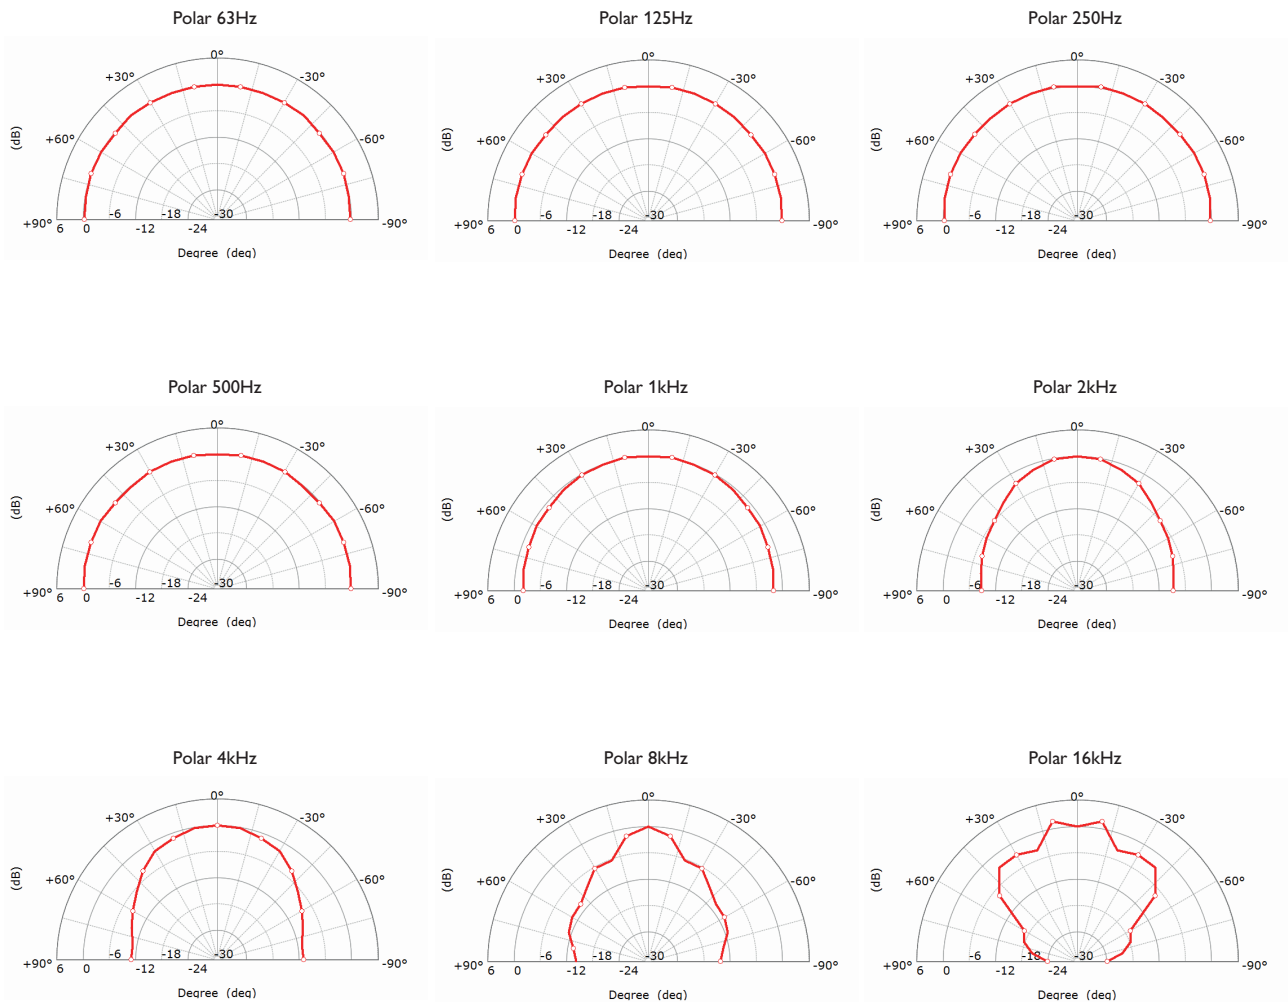 Polar 63Hz
0°
+30° -30°
+60° -60°
(dB)
-6 -18 -30
+90° -90°
6 0 -12 -24
Degree (deg)
Polar 125Hz
0°
+30° -30°
+60° -60°
(dB)
-6 -18 -30
+90° -90°
6 0 -12 -24
Degree (deg)
Polar 250Hz
0°
+30° -30°
+60° -60°
(dB)
-6 -18 -30
+90° -90°
6 0 -12 -24
Degree (deg)
Polar 500Hz
0°
+30° -30°
+60° -60°
(dB)
-6 -18 -30
+90° -90°
6 0 -12 -24
Degree (deg)
Polar 1kHz
0°
+30° -30°
+60° -60°
(dB)
-6 -18 -30
+90° -90°
6 0 -12 -24
Degree (deg)
Polar 2kHz
0°
+30° -30°
+60° -60°
(dB)
-6 -18 -30
+90° -90°
6 0 -12 -24
Degree (deg)
Polar 4kHz
0°
+30° -30°
+60° -60°
(dB)
-6 -18 -30
+90° -90°
6 0 -12 -24
Degree (deg)
Polar 8kHz
0°
+30° -30°
+60° -60°
(dB)
-6 -18 -30
+90° -90°
6 0 -12 -24
Degree (deg)
Polar 16kHz
0°
+30° -30°
+60° -60°
(dB)
-6 -18 -30
+90° -90°
6 0 -12 -24
Degree (deg)